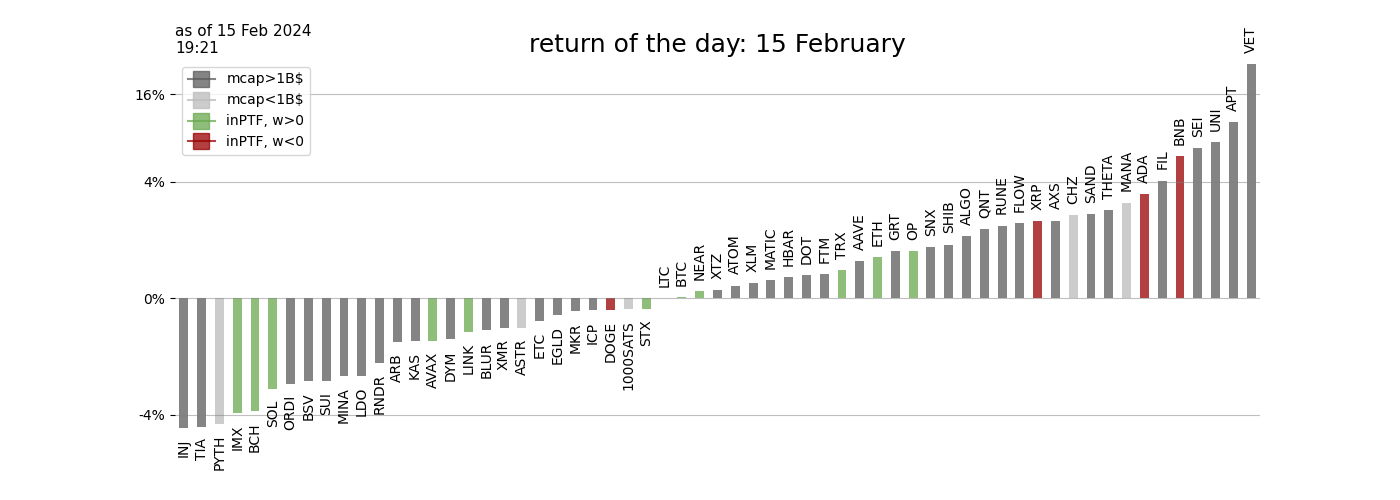 as of 15 Feb 2024
19:21
return of the day: 15 February
mcap>1B$
mcap<1B$
inPTF, w>0
inPTF, w<0
16%
4%
0%
-4%
INJ
TIA
PYTH
IMX
BCH
SOL
ORDI
BSV
SUI
MINA
LDO
RNDR
ARB
KAS
AVAX
DYM
LINK
BLUR
XMR
ASTR
ETC
EGLD
MKR
ICP
DOGE
1000SATS
STX
LTC
BTC
NEAR
XTZ
ATOM
XLM
MATIC
HBAR
DOT
FTM
TRX
AAVE
ETH
GRT
OP
SNX
SHIB
ALGO
QNT
RUNE
FLOW
XRP
AXS
CHZ
SAND
THETA
MANA
ADA
FIL
BNB
SEI
UNI
APT
VET